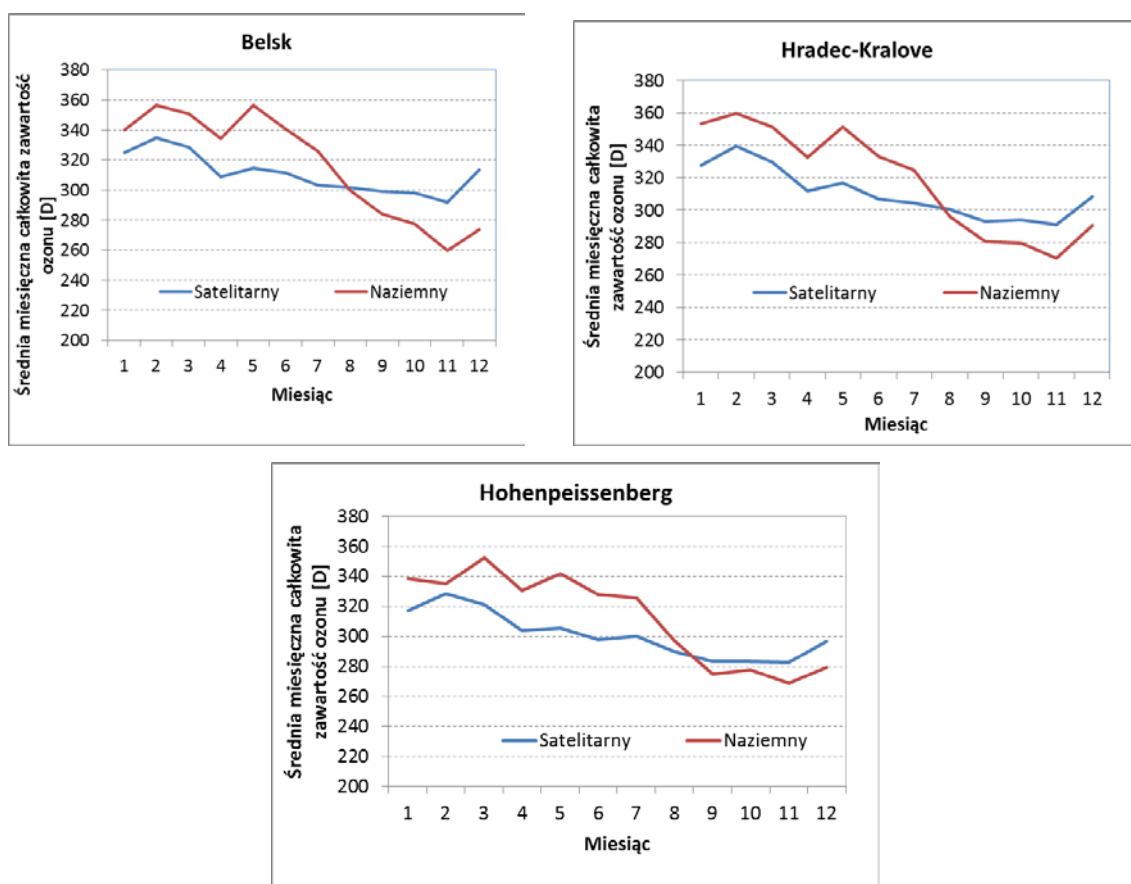 Belsk
Średnia miesięczna całkowita zawartość
ozonu [D]
380
360
340
320
300
280
260
240
220
200
Satelitarny Naziemny
1 2 3 4 5 6 7 8 9 10 11 12
Miesiąc
Hradec-Kralove
Średnia miesięczna całkowita
zawartość ozonu [D]
380
360
340
320
300
280
260
240
220
200
Satelitarny Naziemny
1 2 3 4 5 6 7 8 9 10 11 12
Miesiąc
Hohenpeissenberg
Średnia miesięczna całkowita
zawartość ozonu [D]
380
360
340
320
300
280
260
240
220
200
Satelitarny Naziemny
1 2 3 4 5 6 7 8 9 10 11 12
Miesiąc